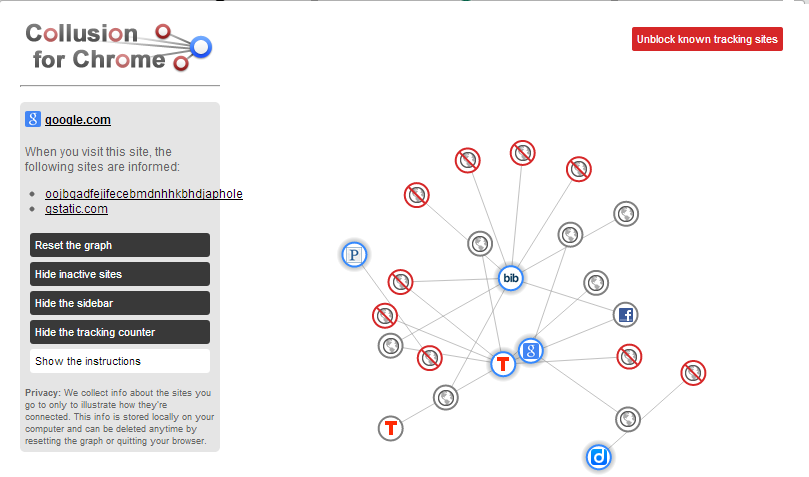 Collusion
for Chrome
Unblock known tracking sites
google.com
When you visit this site, the
following sites are informed:
oojbgadfejifecebmdnhhkbhdjaphole
gstatic.com
Reset the graph
Hide inactive sites
Hide the sidebar
Hide the tracking counter
Show the instructions
Privacy: We collect info about the sites you
go to only to illustrate how they're
connected. This info is stored locally on your
computer and can be deleted anytime by
resetting the graph or quitting your browser.
P
bib
f
g
T
T
d